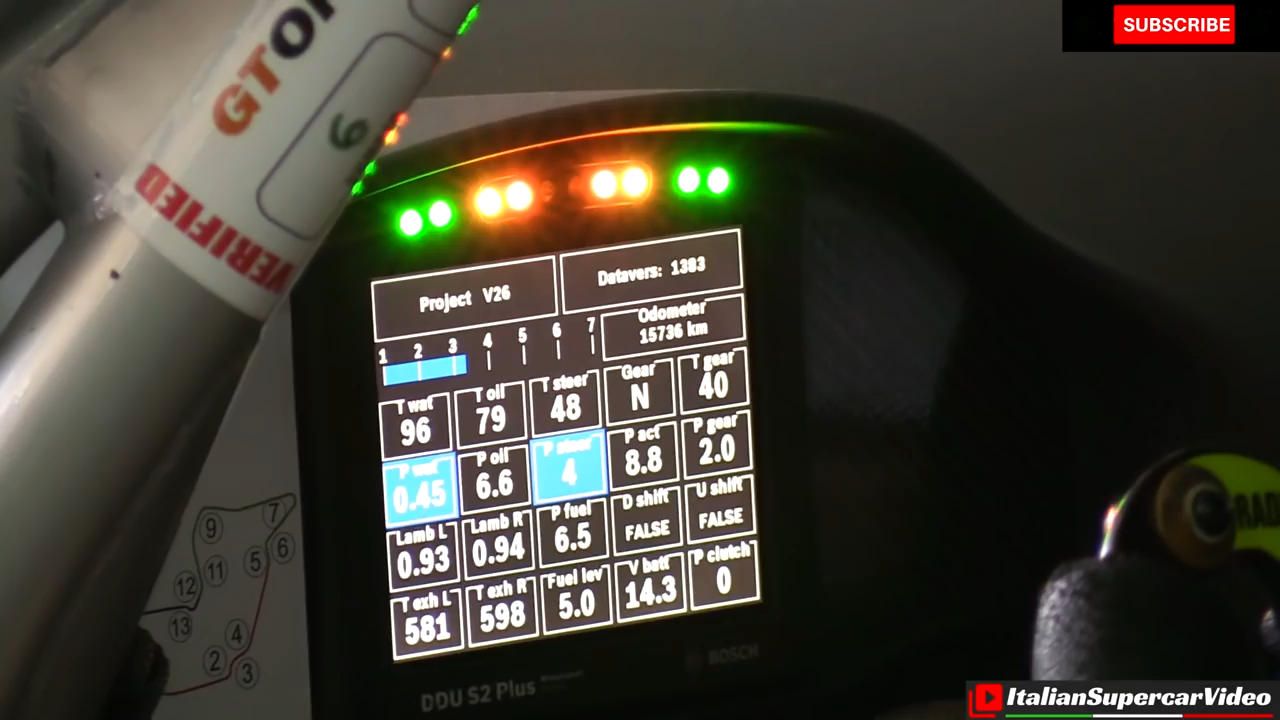 SUBSCRIBE
6
VERIFIED
Project V26
Datavers: 1383
1 2 3 4 5 6 7
Odometer
15736 km
T wat
96
T oil
79
T steer
48
Gear
N
T gear
40
P wat
0.45
P oil
6.6
P steer
4
P act
8.8
P gear
2.0
Lamb L
0.93
Lamb R
0.94
P fuel
6.5
D shift
FALSE
U shift
FALSE
T exh L
581
T exh R
598
Fuel lev
5.0
V batt
14.3
P clutch
0
DDU S2 Plus
BOSCH
9
7
6
5
11
12
13
4
2
3
ItalianSupercarVideo